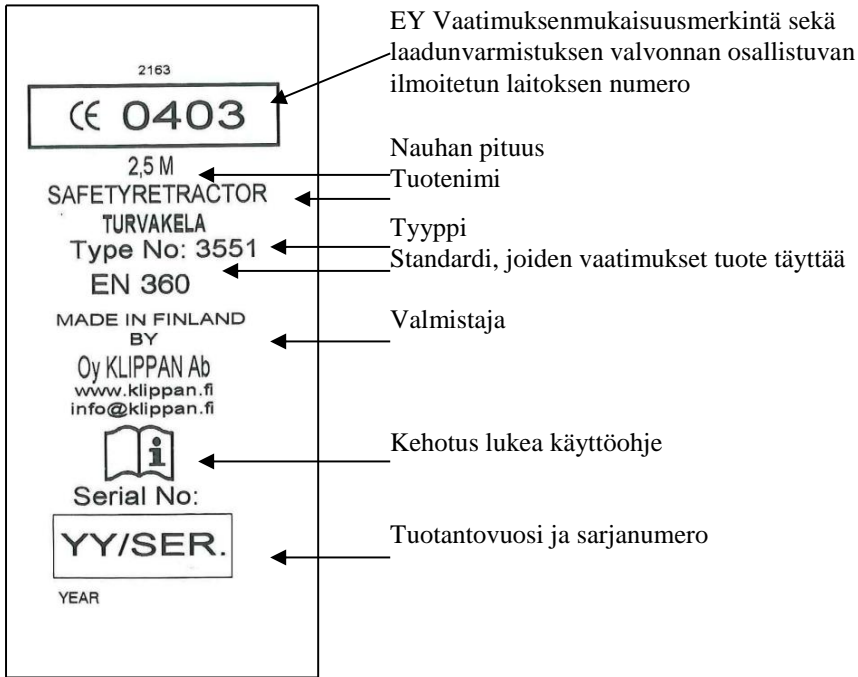 2163
CE 0403
2,5 M
SAFETYRETRACTOR
TURVAKELA
Type No: 3551
EN 360
MADE IN FINLAND
BY
Oy KLIPPAN Ab
www.klippan.fi
info@klippan.fi
i
Serial No:
YY/SER.
YEAR
EY Vaatimuksenmukaisuusmerkintä sekä
laadunvarmistuksen valvonnan osallistuvan
ilmoitetun laitoksen numero
Nauhan pituus
Tuotenimi
Tyyppi
Standardi, joiden vaatimukset tuote täyttää
Valmistaja
Kehotus lukea käyttöohje
Tuotantovuosi ja sarjanumero